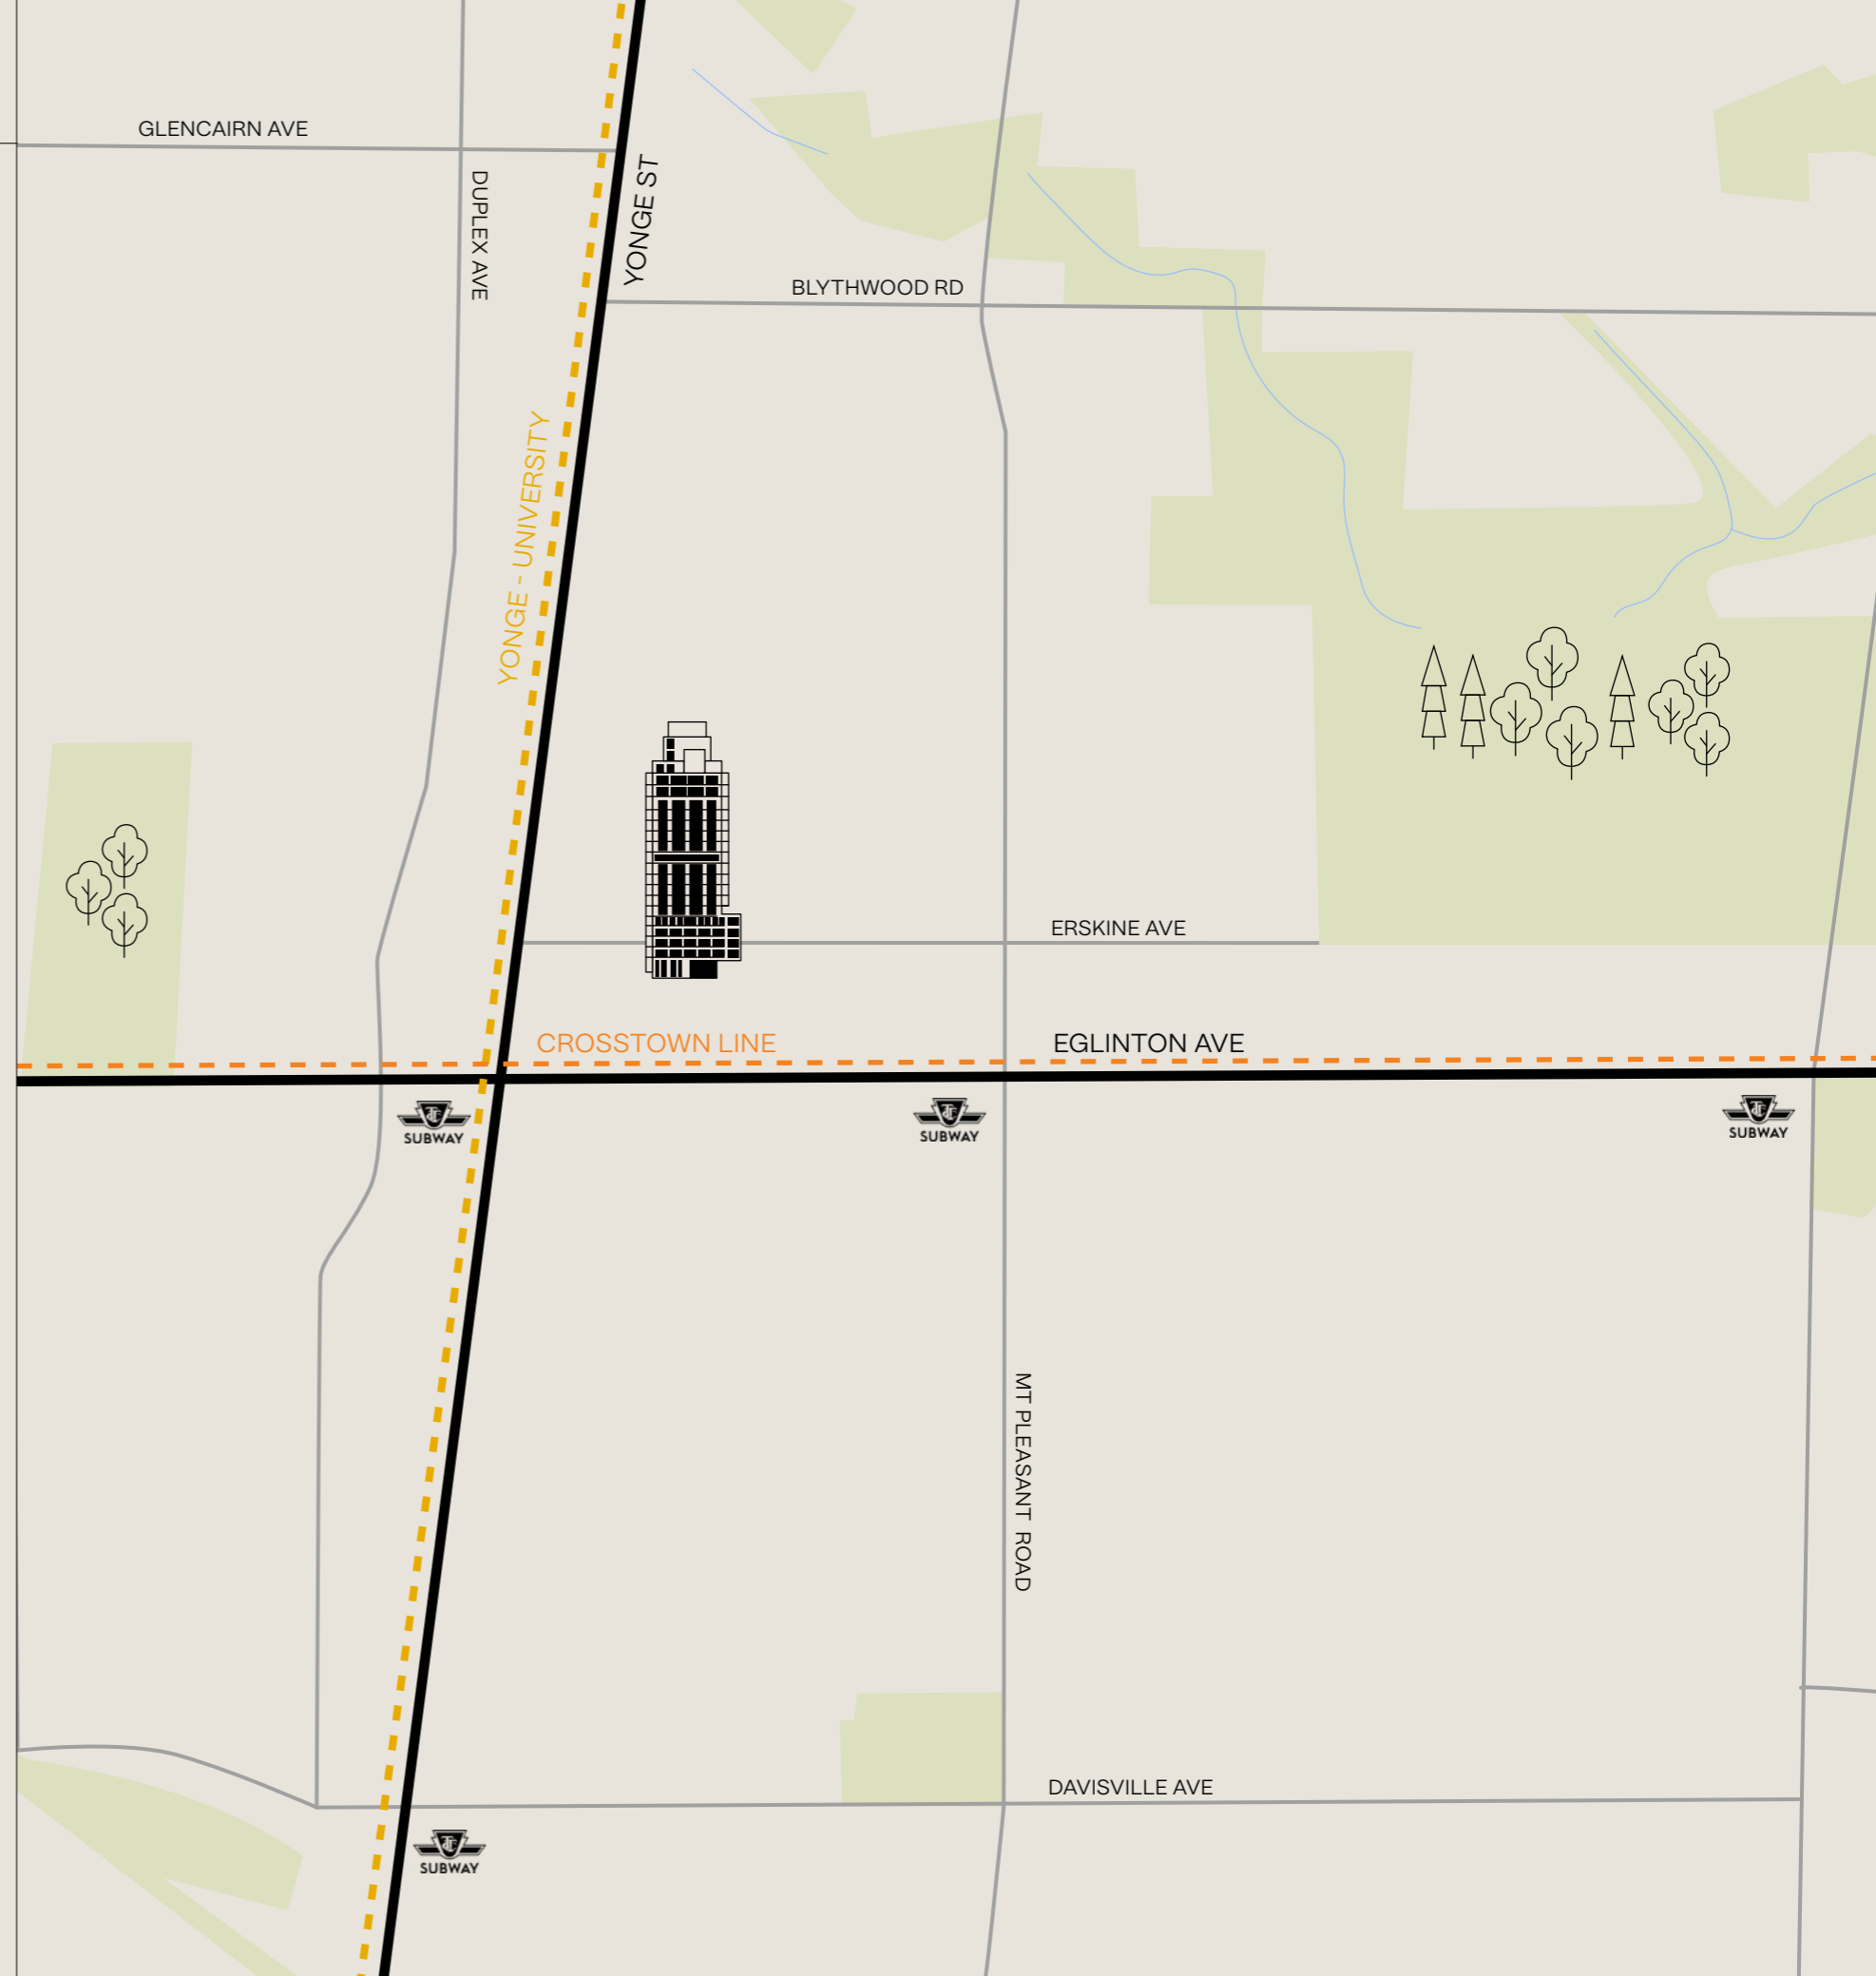 GLENCAIRN AVE
DUPLEX AVE
YONGE ST
BLYTHWOOD RD
YONGE - UNIVERSITY
ERSKINE AVE
CROSSTOWN LINE
EGLINTON AVE
SUBWAY
SUBWAY
SUBWAY
MT PLEASANT ROAD
DAVISVILLE AVE
SUBWAY